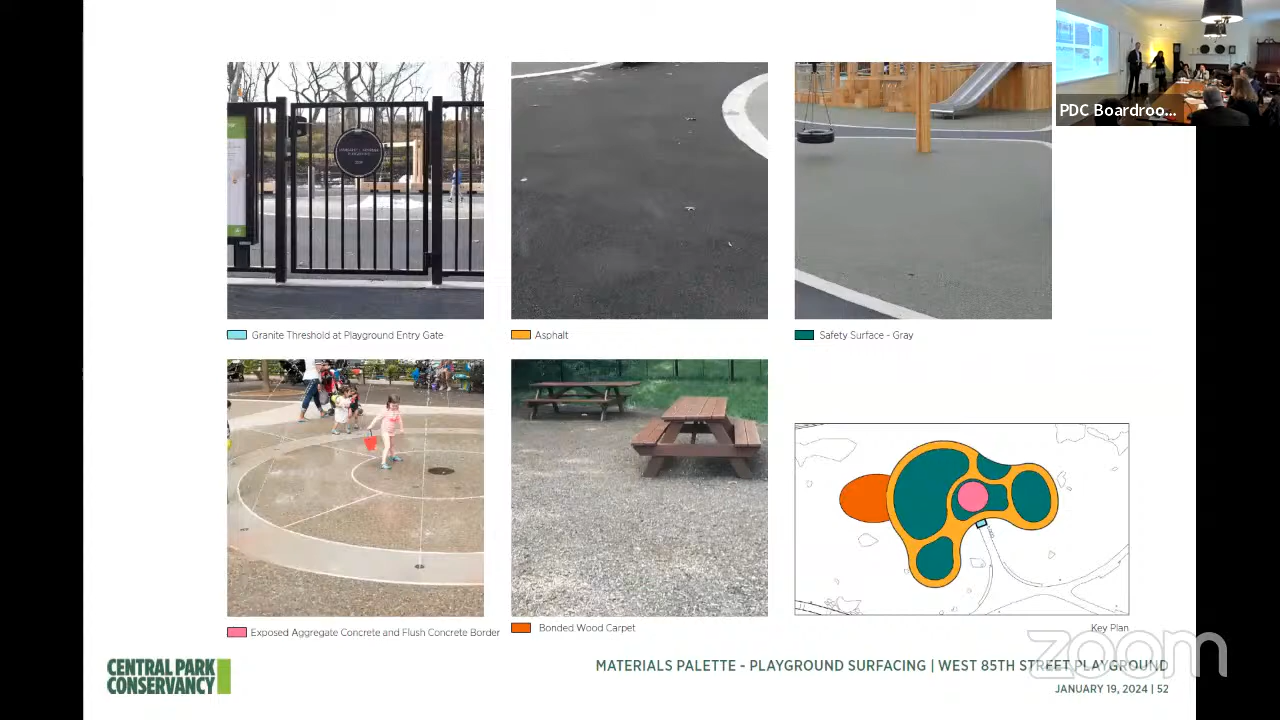 PDC Boardroo...
Granite Threshold at Playground Entry Gate
Asphalt
Safety Surface - Gray
Exposed Aggregate Concrete and Flush Concrete Border
Bonded Wood Carpet
Key Plan
zoom
CENTRAL PARK
CONSERVANCY
MATERIALS PALETTE - PLAYGROUND SURFACING | WEST 85TH STREET PLAYGROUND
JANUARY 19, 2024 | 52